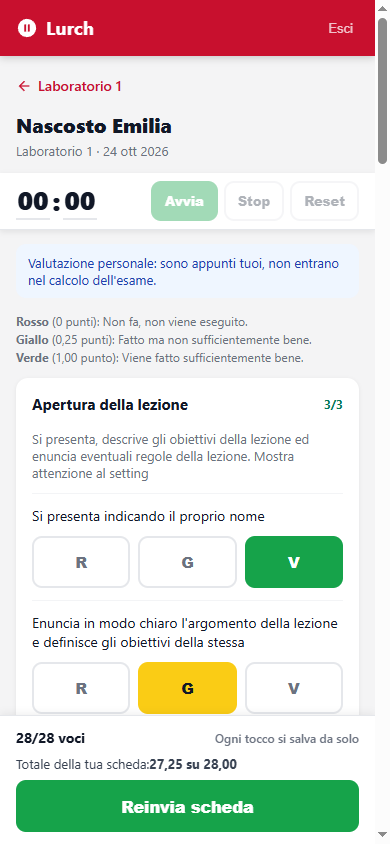 Lurch
Esci
← Laboratorio 1
Nascosto Emilia
Laboratorio 1 · 24 ott 2026
00:00
Avvia
Stop
Reset
Valutazione personale: sono appunti tuoi, non entrano
nel calcolo dell'esame.
Rosso (0 punti): Non fa, non viene eseguito.
Giallo (0,25 punti): Fatto ma non sufficientemente bene.
Verde (1,00 punto): Viene fatto sufficientemente bene.
Apertura della lezione
3/3
Si presenta, descrive gli obiettivi della lezione ed
enuncia eventuali regole della lezione. Mostra
attenzione al setting
Si presenta indicando il proprio nome
R
G
V
Enuncia in modo chiaro l'argomento della lezione
e definisce gli obiettivi della stessa
R
G
V
28/28 voci
Ogni tocco si salva da solo
Totale della tua scheda:27,25 su 28,00
Reinvia scheda